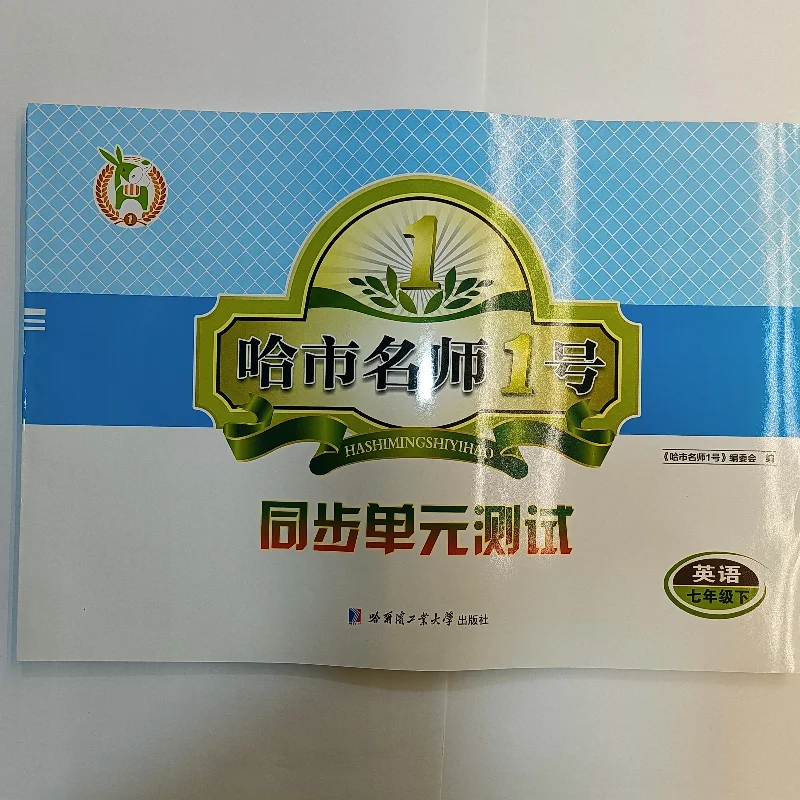 1
1
哈市名师1号
HASHIMINGSHIYIHAO
《哈市名师1号》编委会 编
同步单元测试
英语
七年级下
哈尔滨工业大学出版社